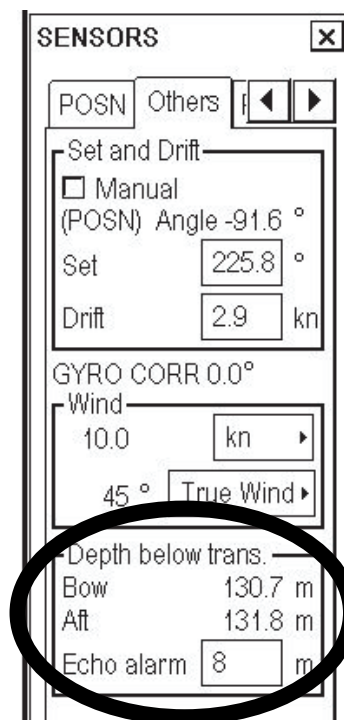 SENSORS
POSN Others
Set and Drift
Manual
(POSN) Angle -91.6 °
Set 225.8 °
Drift 2.9 kn
GYRO CORR 0.0°
Wind
10.0 kn
45 ° True Wind
Depth below trans.
Bow 130.7 m
Aft 131.8 m
Echo alarm 8 m